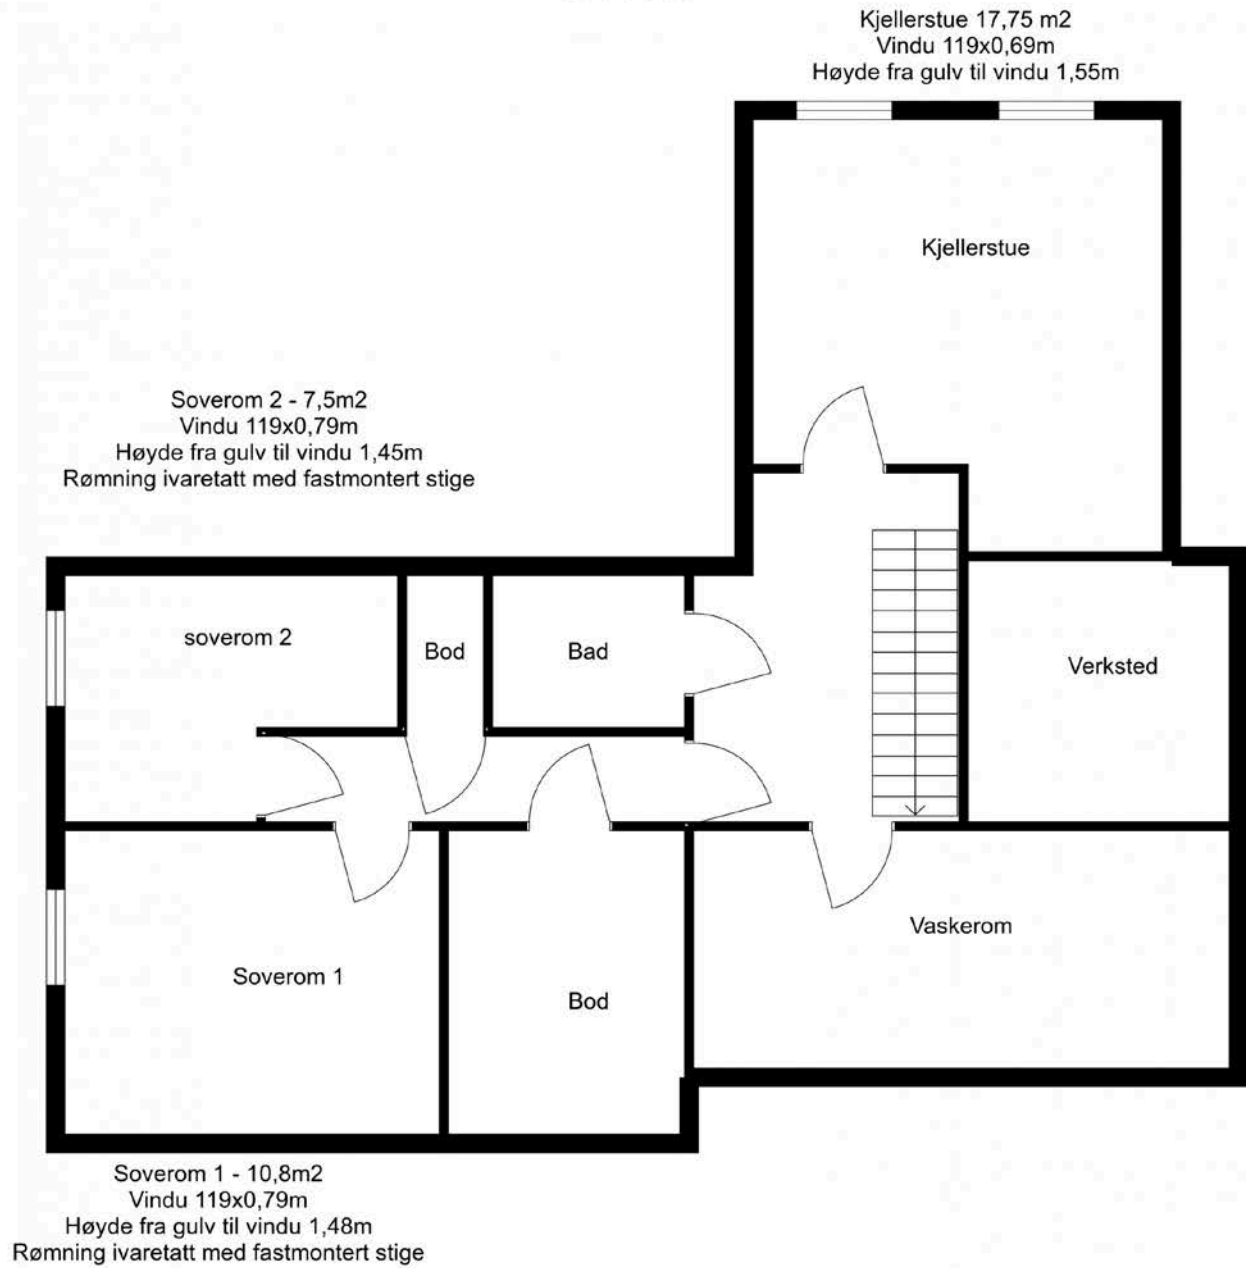 Kjellerstue 17,75 m2
Vindu 119x0,69m
Høyde fra gulv til vindu 1,55m
Kjellerstue
Soverom 2 - 7,5m2
Vindu 119x0,79m
Høyde fra gulv til vindu 1,45m
Rømning ivaretatt med fastmontert stige
soverom 2
Bod
Bad
Verksted
Vaskerom
Soverom 1
Bod
Soverom 1 - 10,8m2
Vindu 119x0,79m
Høyde fra gulv til vindu 1,48m
Rømning ivaretatt med fastmontert stige